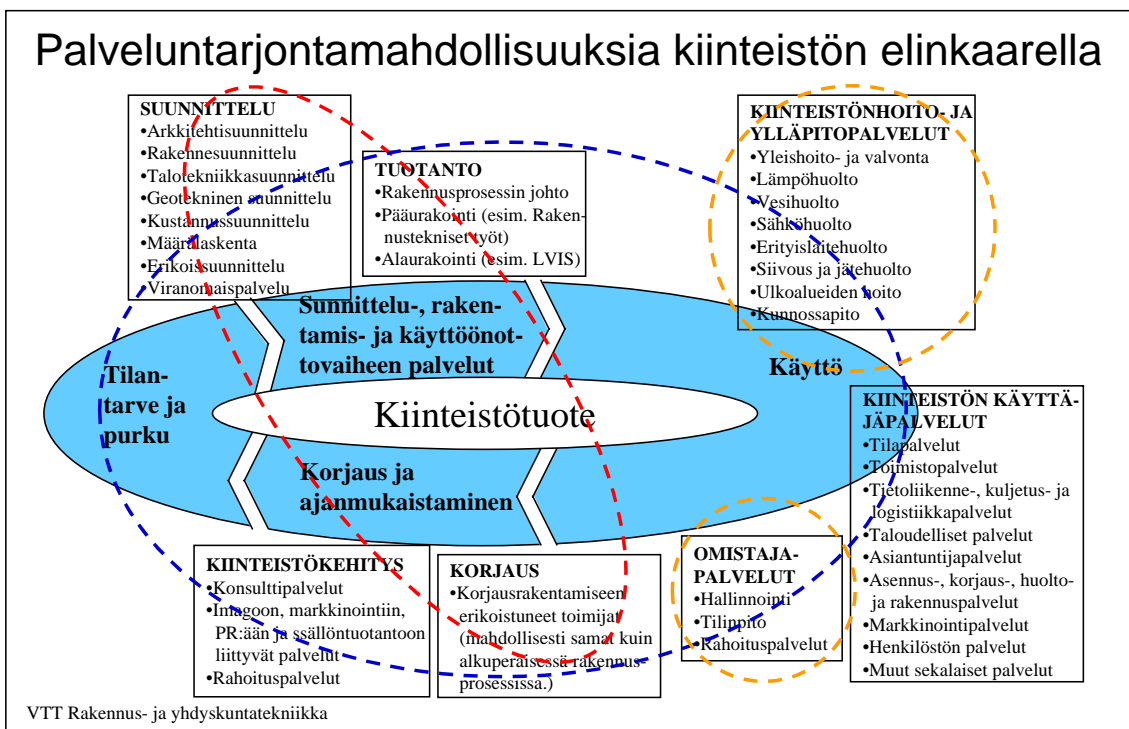 Palveluntarjontamahdollisuuksia kiinteistön elinkaarella
SUUNNITTELU
•Arkkitehtisuunnittelu
•Rakennesuunnittelu
•Talotekniikkasuunnittelu
•Geotekninen suunnittelu
•Kustannussuunnittelu
•Määrälaskenta
•Erikoissuunnittelu
•Viranomaispalvelu
TUOTANTO
•Rakennusprosessin johto
•Pääurakointi (esim. Raken-
nustekniset työt)
•Alaurakointi (esim. LVIS)
KIINTEISTÖNHOITO- JA
YLLÄPITOPALVELUT
•Yleishoito- ja valvonta
•Lämpöhuolto
•Vesihuolto
•Sähköhuolto
•Erityislaitehuolto
•Siivous ja jätehuolto
•Ulkoalueiden hoito
•Kunnossapito
Tilan-
tarve ja
purku
Sunnittelu-, raken-
tamis- ja käyttöönot-
tovaiheen palvelut
Käyttö
Kiinteistötuote
Korjaus ja
ajanmukaistaminen
KIINTEISTÖN KÄYTTÄ-
JÄPALVELUT
•Tilapalvelut
•Toimistopalvelut
•Tietoliikenne-, kuljetus- ja
logistiikkapalvelut
•Taloudelliset palvelut
•Asiantuntijapalvelut
•Asennus-, korjaus-, huolto-
ja rakennuspalvelut
•Markkinointipalvelut
•Henkilöstön palvelut
•Muut sekalaiset palvelut
KIINTEISTÖKEHITYS
•Konsulttipalvelut
•Imagoon, markkinointiin,
PR:ään ja ssällöntuotantoon
liittyvät palvelut
•Rahoituspalvelut
KORJAUS
•Korjausrakentamiseen
erikoistuneet toimijat
(mahdollisesti samat kuin
alkuperäisessä rakennus-
prosessissa.)
OMISTAJA-
PALVELUT
•Hallinnointi
•Tilinpito
•Rahoituspalvelut
VTT Rakennus- ja yhdyskuntatekniikka